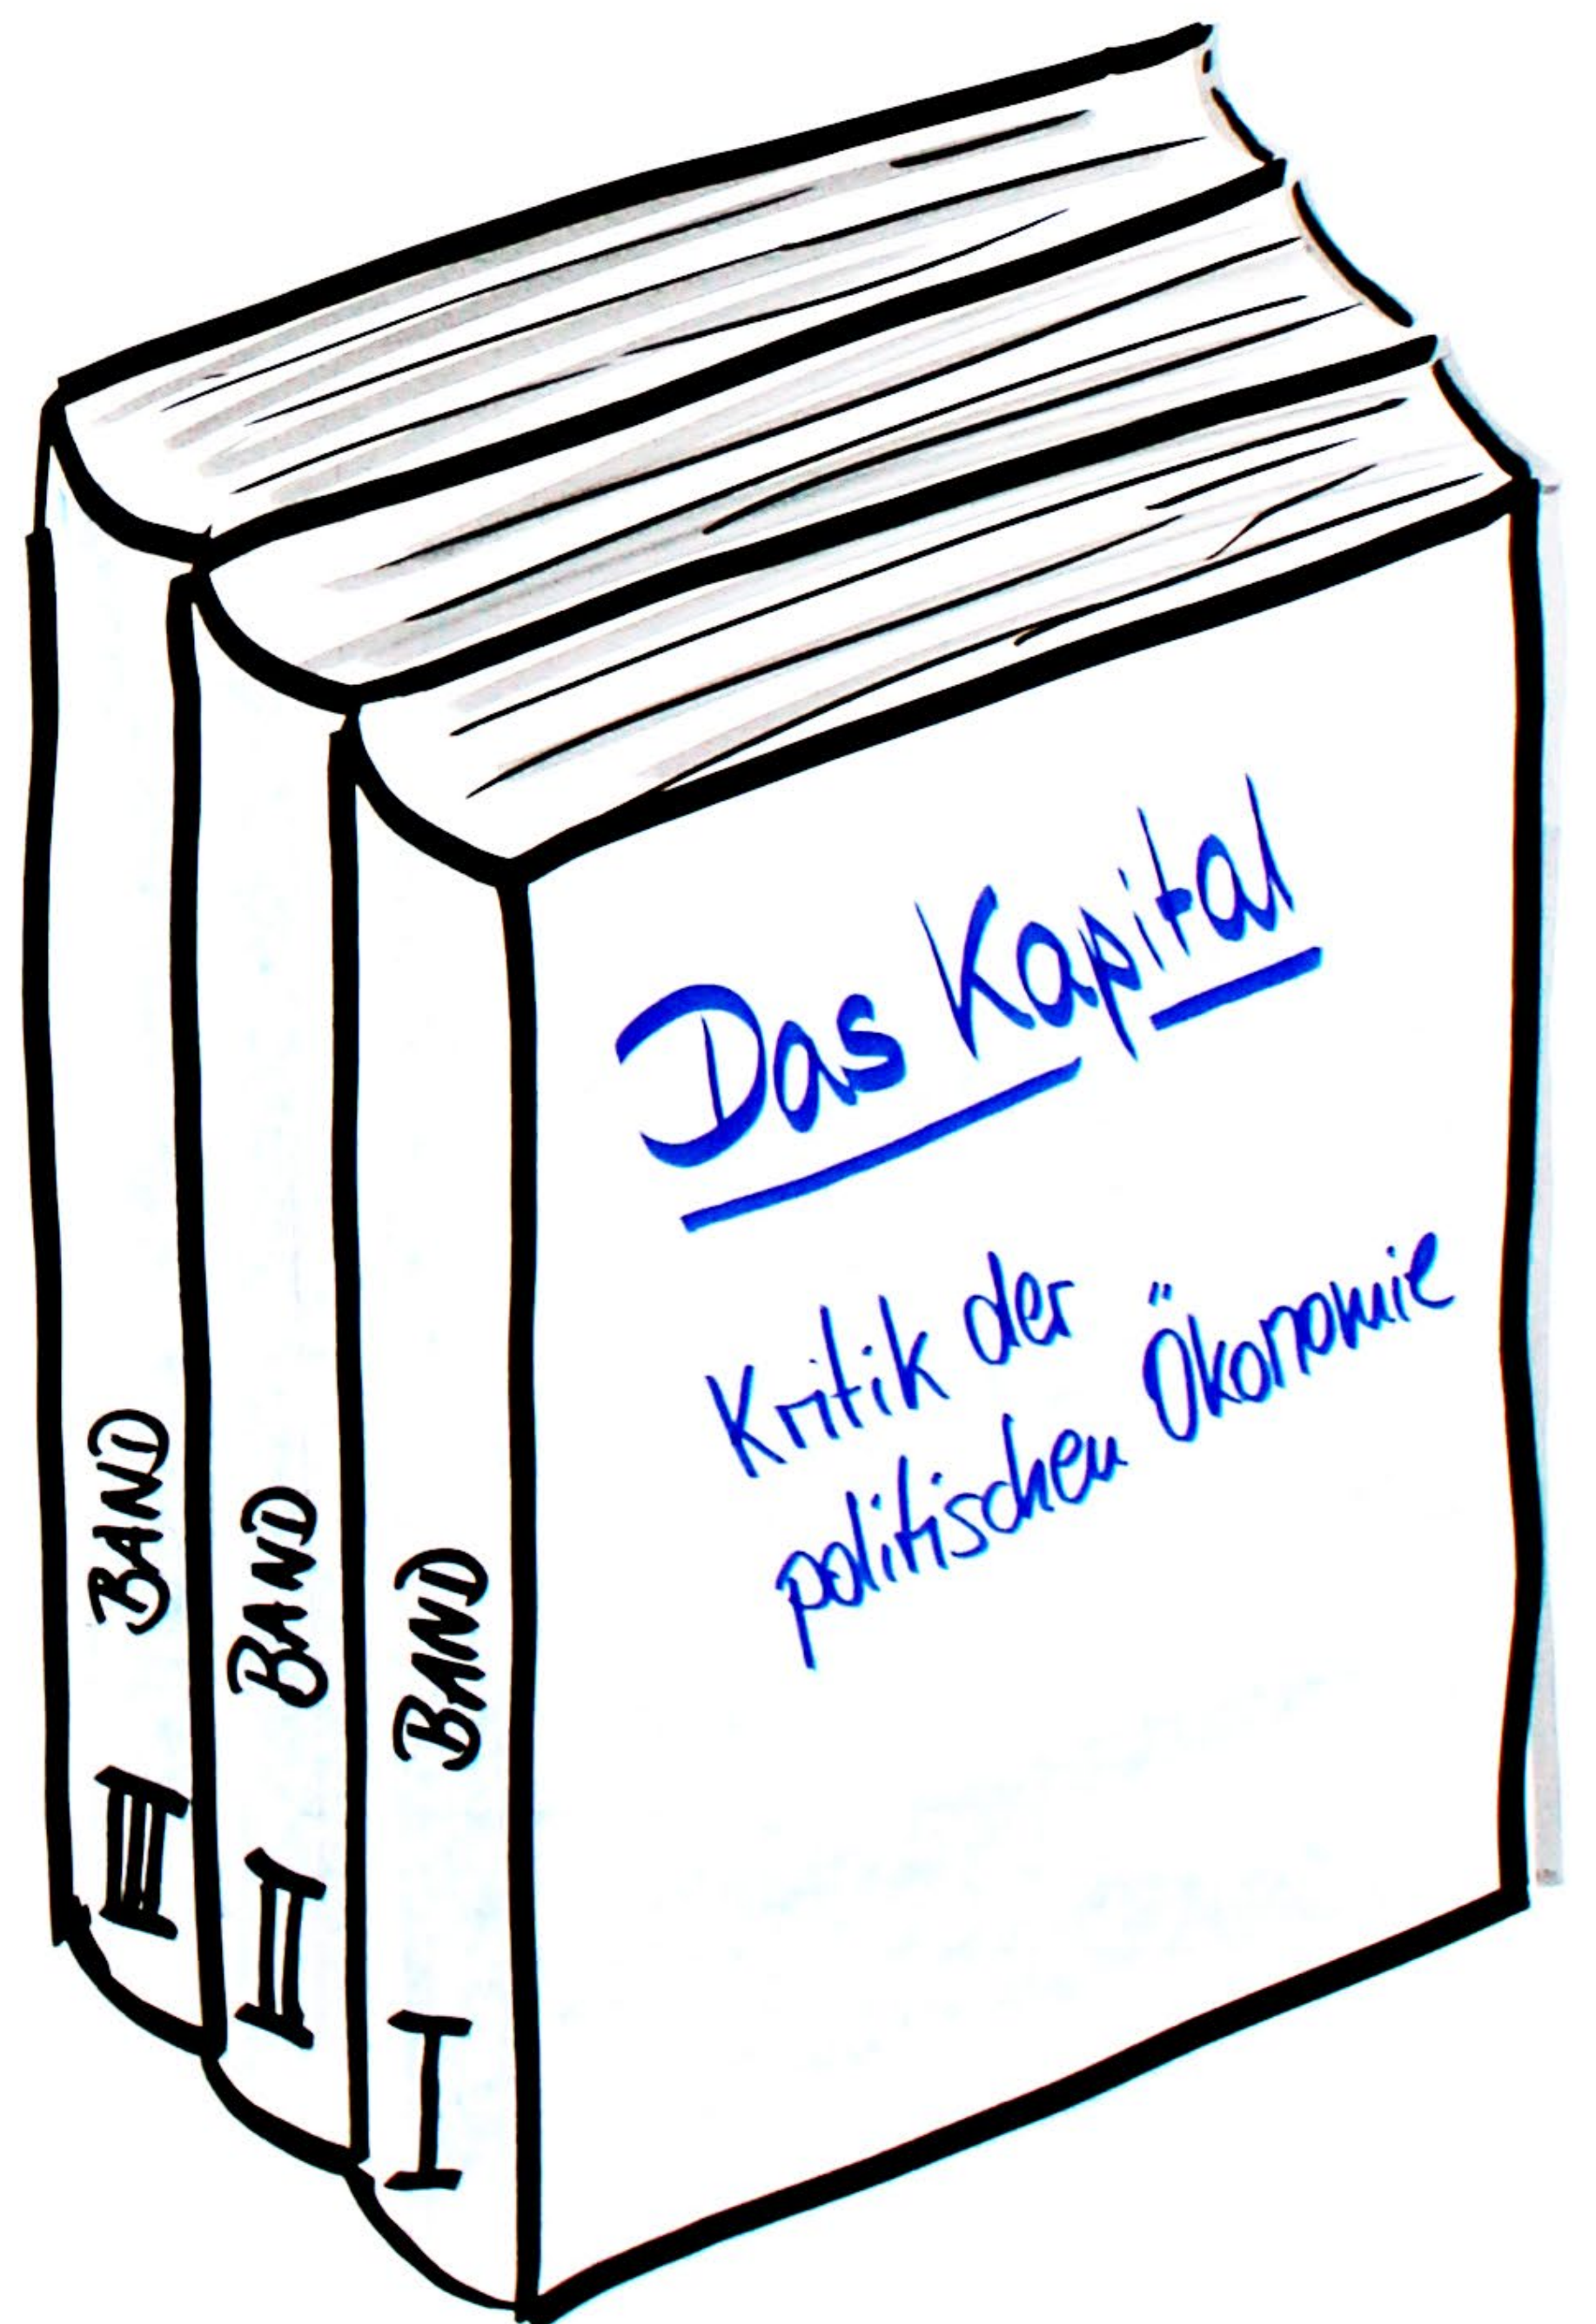 Das Kapital
Kritik der
politischen Ökonomie
BAND III
BAND II
BAND I